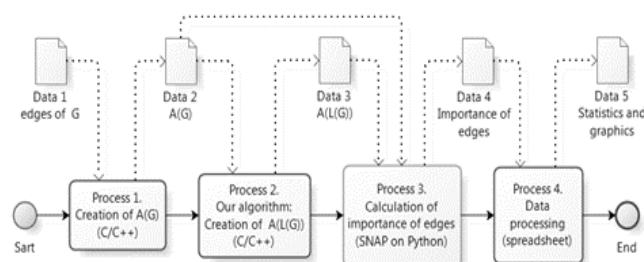 Data 1
edges of G
Data 2
A(G)
Data 3
A(L(G))
Data 4
Importance of
edges
Data 5
Statistics and
graphics
Sart
Process 1.
Creation of A(G)
(C/C++)
Process 2.
Our algorithm:
Creation of A(L(G))
(C/C++)
Process 3.
Calculation of
importance of edges
(SNAP on Python)
Process 4.
Data
processing
(spreadsheet)
End